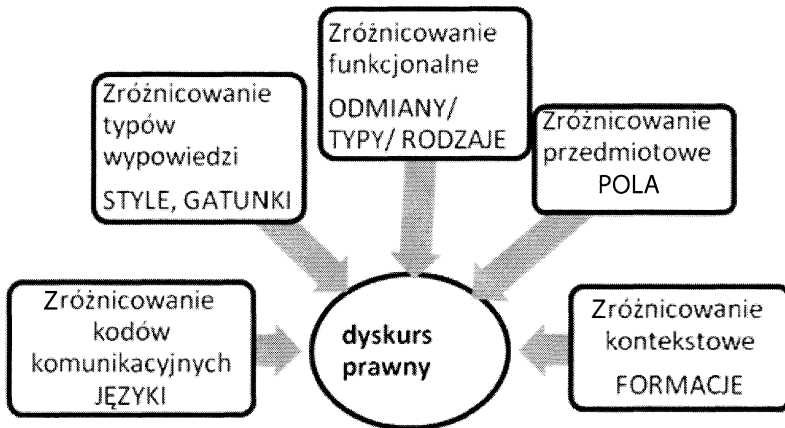 Zróżnicowanie
funkcjonalne
ODMIANY/
TYPY/ RODZAJE
Zróżnicowanie
typów
wypowiedzi
STYLE, GATUNKI
Zróżnicowanie
przedmiotowe
POLA
Zróżnicowanie
kodów
komunikacyjnych
JĘZYKI
dyskurs
prawny
Zróżnicowanie
kontekstowe
FORMACJE